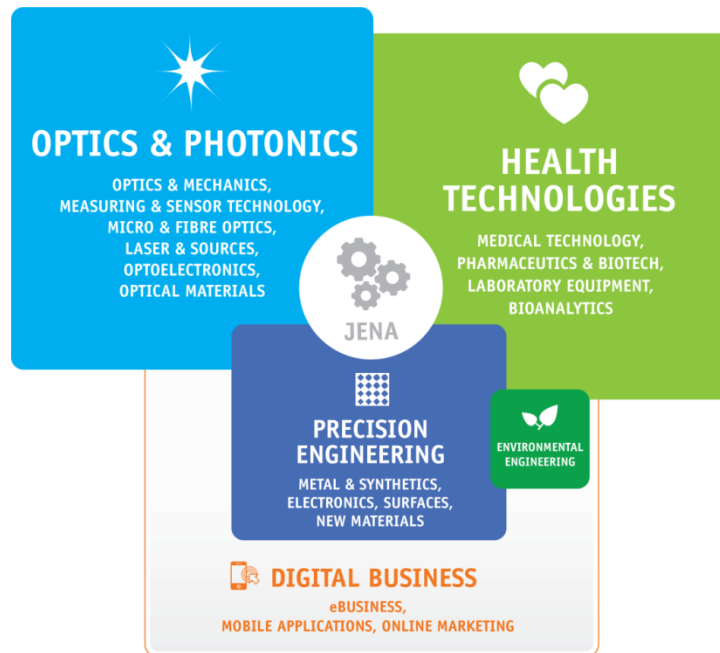 OPTICS & PHOTONICS
OPTICS & MECHANICS,
MEASURING & SENSOR TECHNOLOGY,
MICRO & FIBRE OPTICS,
LASER & SOURCES,
OPTOELECTRONICS,
OPTICAL MATERIALS
HEALTH
TECHNOLOGIES
MEDICAL TECHNOLOGY,
PHARMACEUTICS & BIOTECH,
LABORATORY EQUIPMENT,
BIOANALYTICS
JENA
PRECISION
ENGINEERING
METAL & SYNTHETICS,
ELECTRONICS, SURFACES,
NEW MATERIALS
ENVIRONMENTAL
ENGINEERING
DIGITAL BUSINESS
eBUSINESS,
MOBILE APPLICATIONS, ONLINE MARKETING